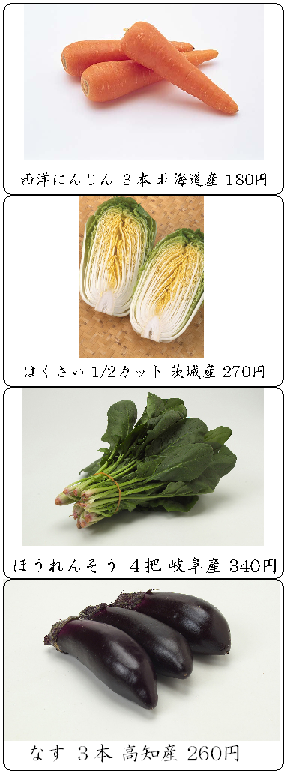 西洋にんじん 3本 北海道産 180円
はくさい 1/2カット 茨城産 270円
ほうれんそう 4把 岐阜産 340円
なす 3本 高知産 260円